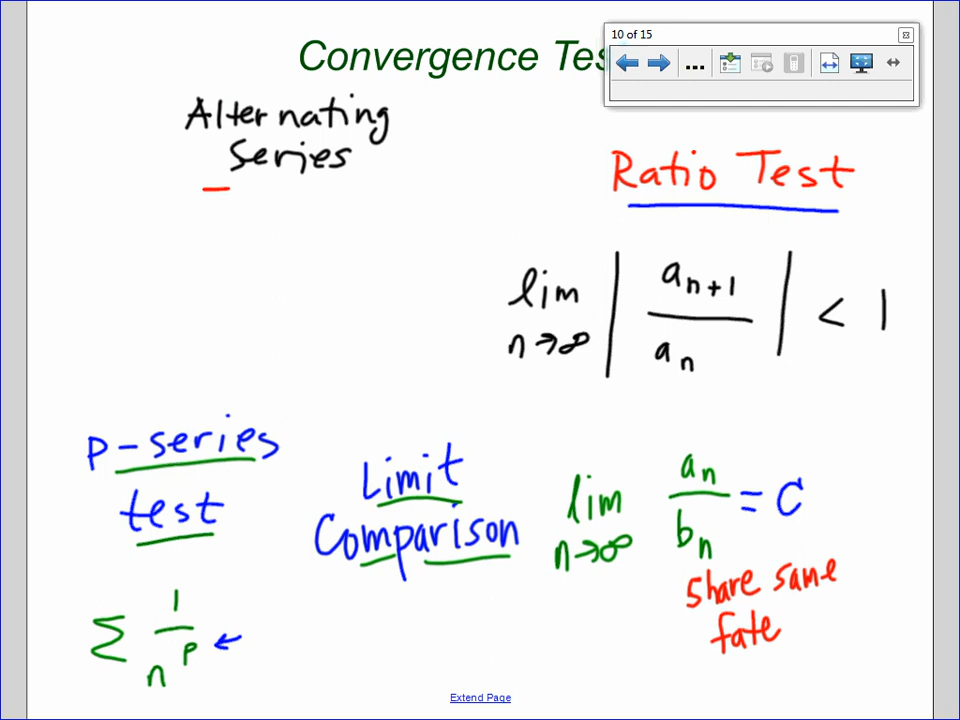 Convergence Tes
10 of 15
Alternating
Series
Ratio Test
lim n→∞ | a_{n+1} / a_n | < 1
P-series
test
Σ 1 / n^p ←
Limit
Comparison
lim n→∞ a_n / b_n = C
share same
fate
Extend Page